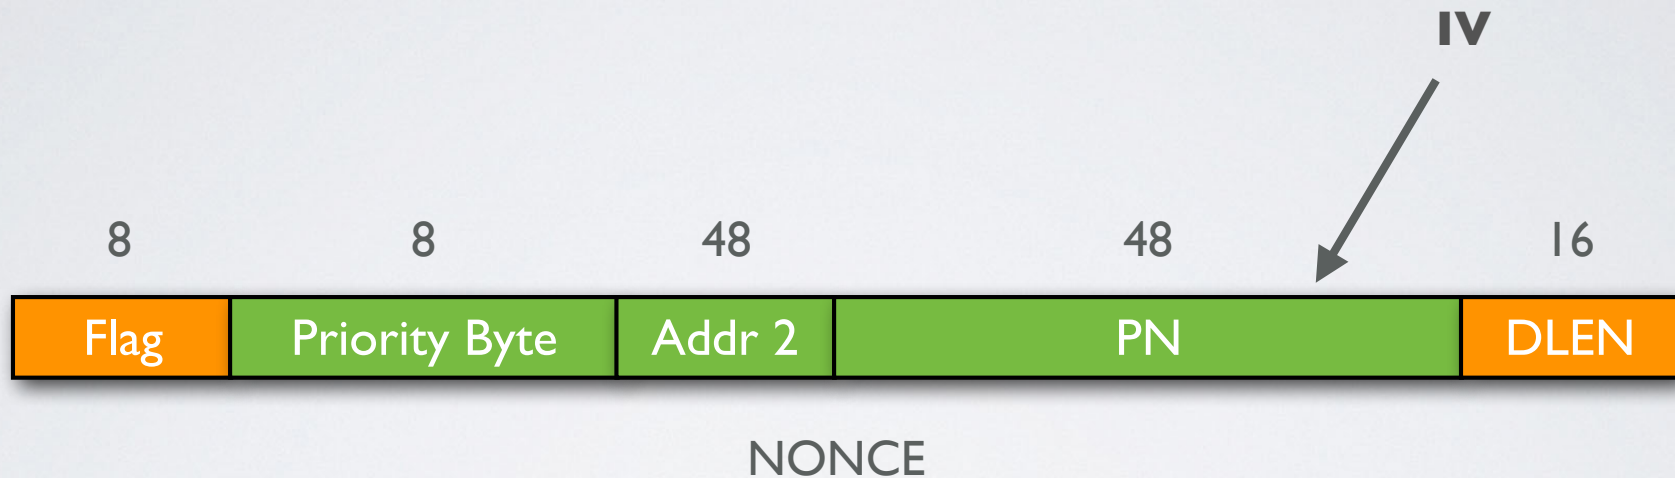 IV
8 8 48 48 16
Flag Priority Byte Addr 2 PN DLEN
NONCE